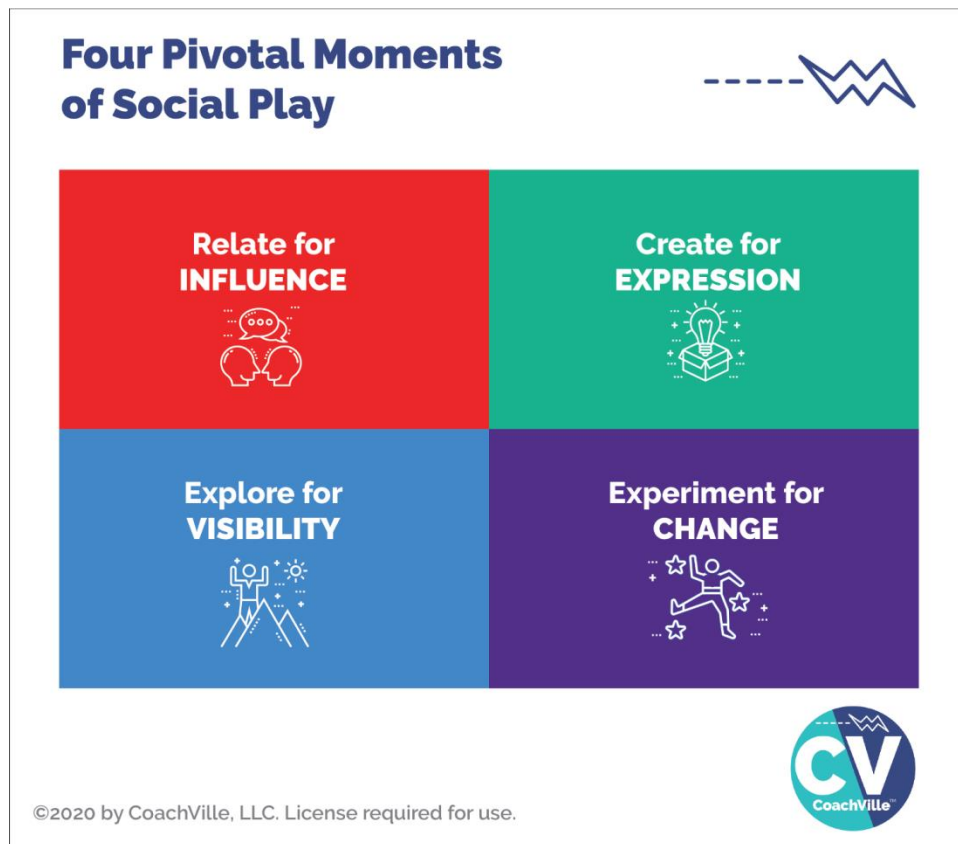 Four Pivotal Moments
of Social Play
Relate for
INFLUENCE
Create for
EXPRESSION
Explore for
VISIBILITY
Experiment for
CHANGE
CV
CoachVille™
©2020 by CoachVille, LLC. License required for use.